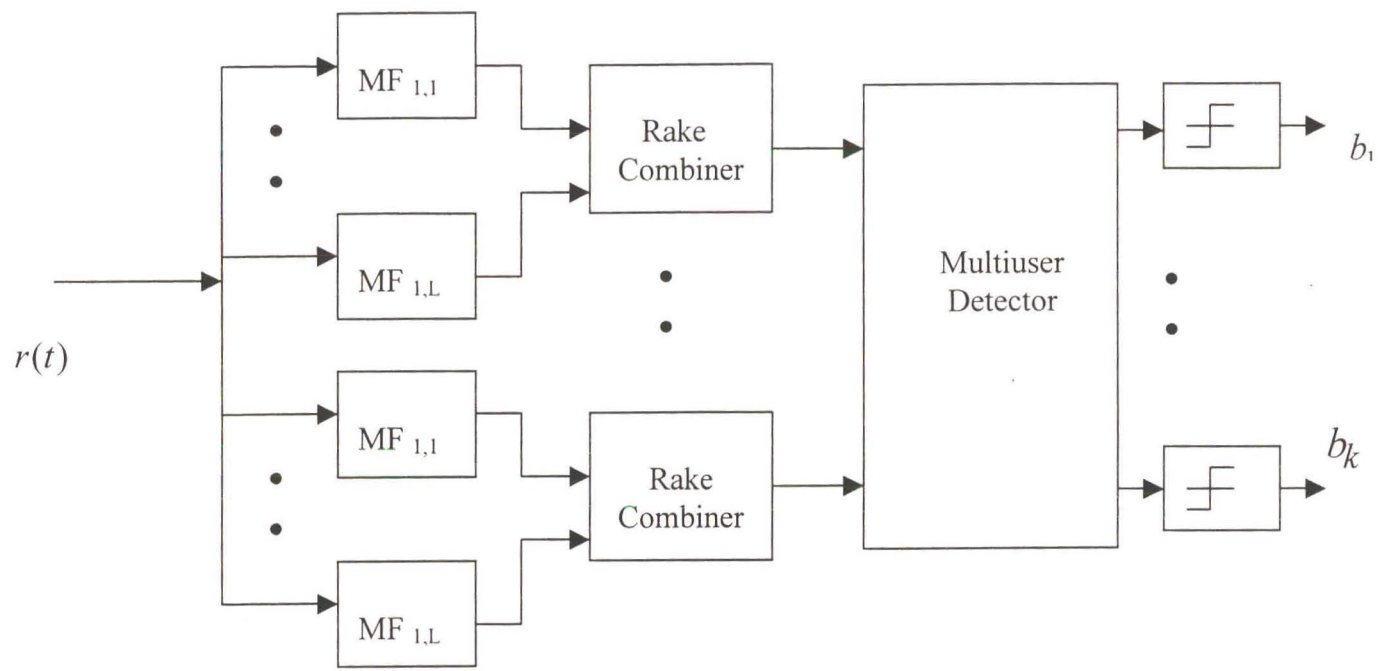 MF 1,1
Rake
Combiner
b1
MF 1,L
Multiuser
Detector
r(t)
MF 1,1
Rake
Combiner
bk
MF 1,L